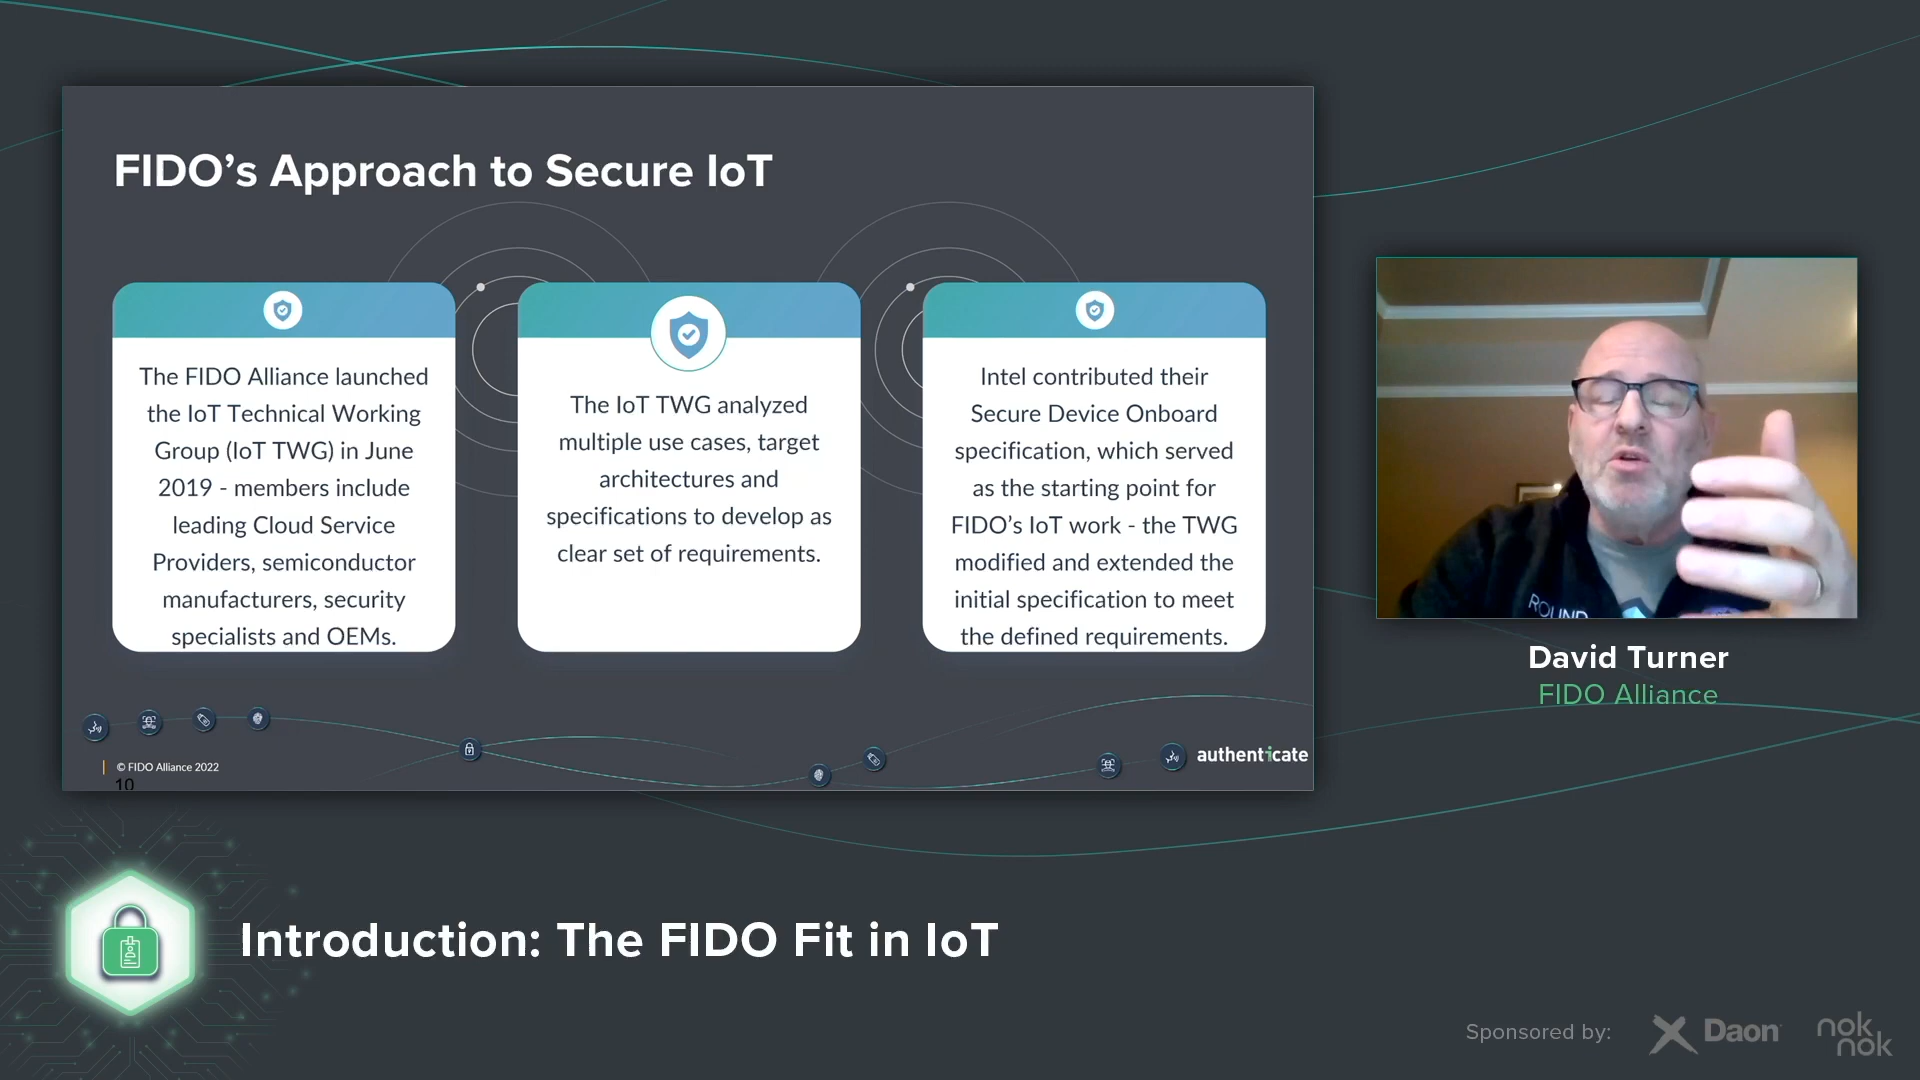 FIDO’s Approach to Secure IoT
The FIDO Alliance launched
the IoT Technical Working
Group (IoT TWG) in June
2019 - members include
leading Cloud Service
Providers, semiconductor
manufacturers, security
specialists and OEMs.
The IoT TWG analyzed
multiple use cases, target
architectures and
specifications to develop as
clear set of requirements.
Intel contributed their
Secure Device Onboard
specification, which served
as the starting point for
FIDO’s IoT work - the TWG
modified and extended the
initial specification to meet
the defined requirements.
© FIDO Alliance 2022
10
authenticate
ROUND
David Turner
FIDO Alliance
Introduction: The FIDO Fit in IoT
Sponsored by:
Daon
nok
nok